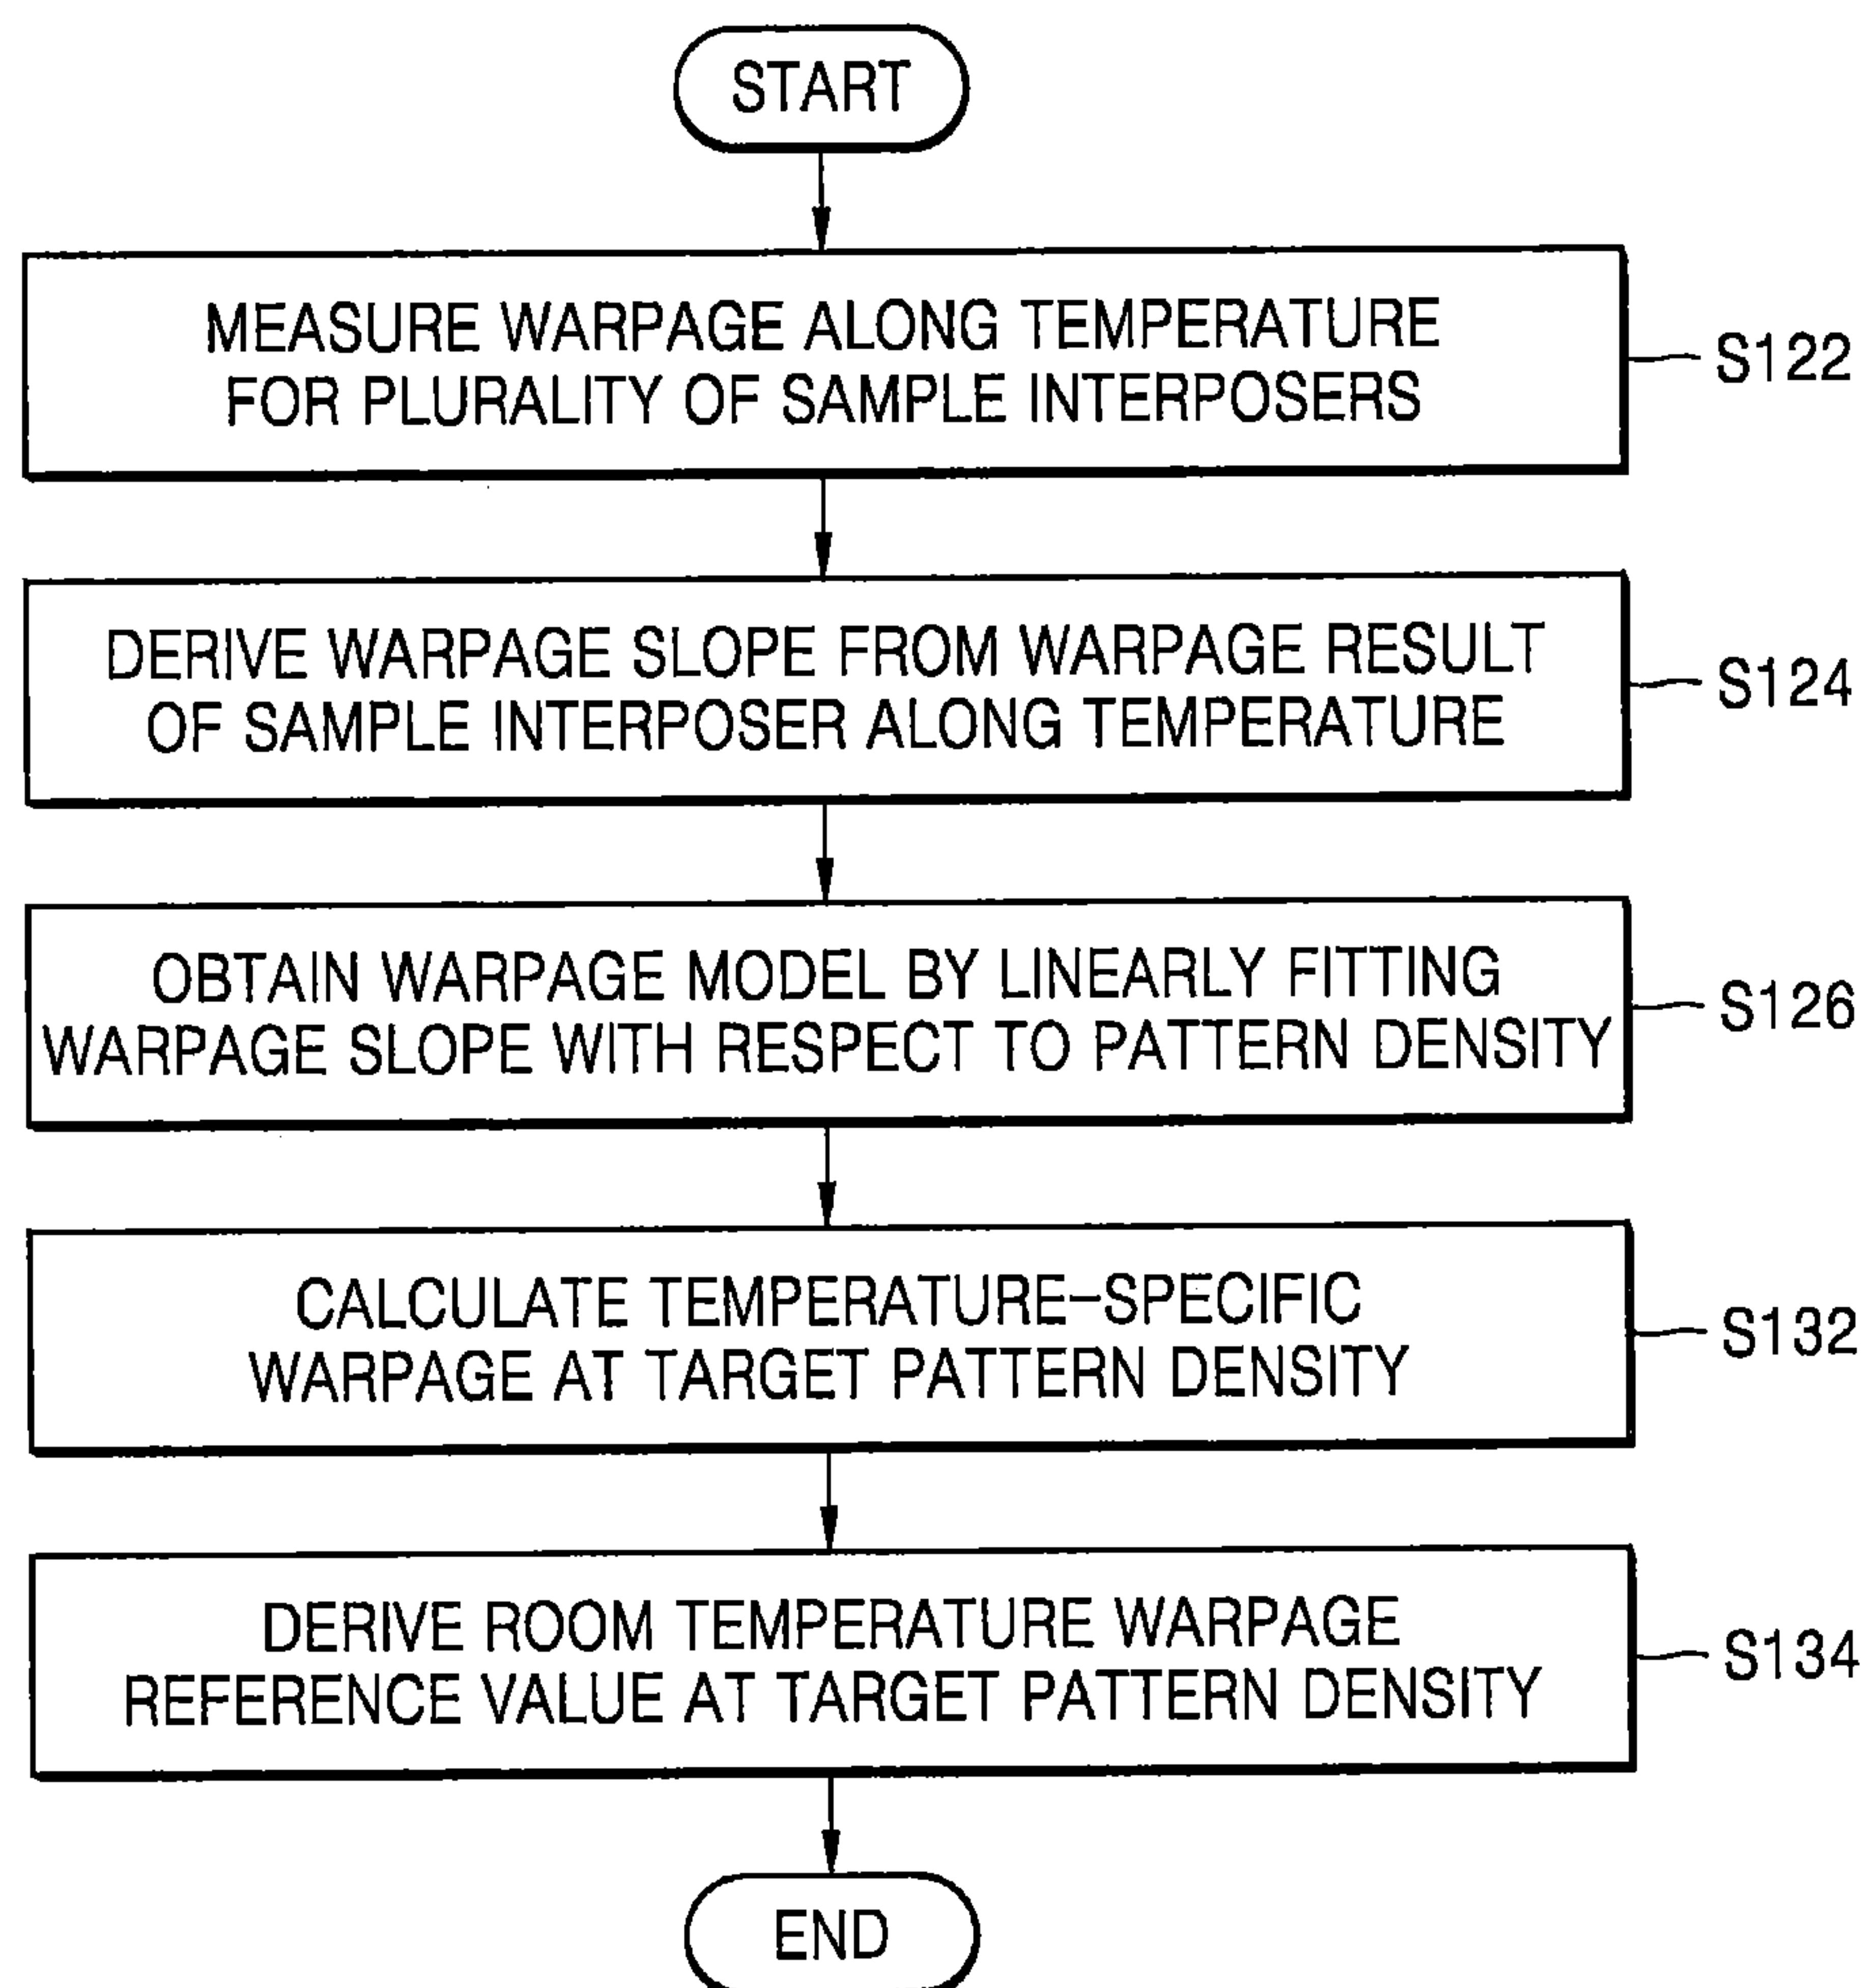 START
MEASURE WARPAGE ALONG TEMPERATURE
FOR PLURALITY OF SAMPLE INTERPOSERS
S122
DERIVE WARPAGE SLOPE FROM WARPAGE RESULT
OF SAMPLE INTERPOSER ALONG TEMPERATURE
S124
OBTAIN WARPAGE MODEL BY LINEARLY FITTING
WARPAGE SLOPE WITH RESPECT TO PATTERN DENSITY
S126
CALCULATE TEMPERATURE-SPECIFIC
WARPAGE AT TARGET PATTERN DENSITY
S132
DERIVE ROOM TEMPERATURE WARPAGE
REFERENCE VALUE AT TARGET PATTERN DENSITY
S134
END